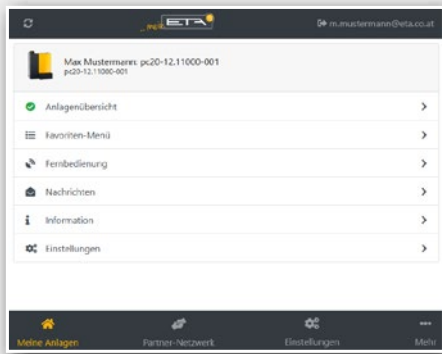 mein ETA
m.mustermann@eta.co.at
Max Mustermann: pc20-12.11000-001
pc20-12.11000-001
Anlagenübersicht
Favoriten-Menü
Fernbedienung
Nachrichten
Information
Einstellungen
Meine Anlagen
Partner-Netzwerk
Einstellungen
Mehr